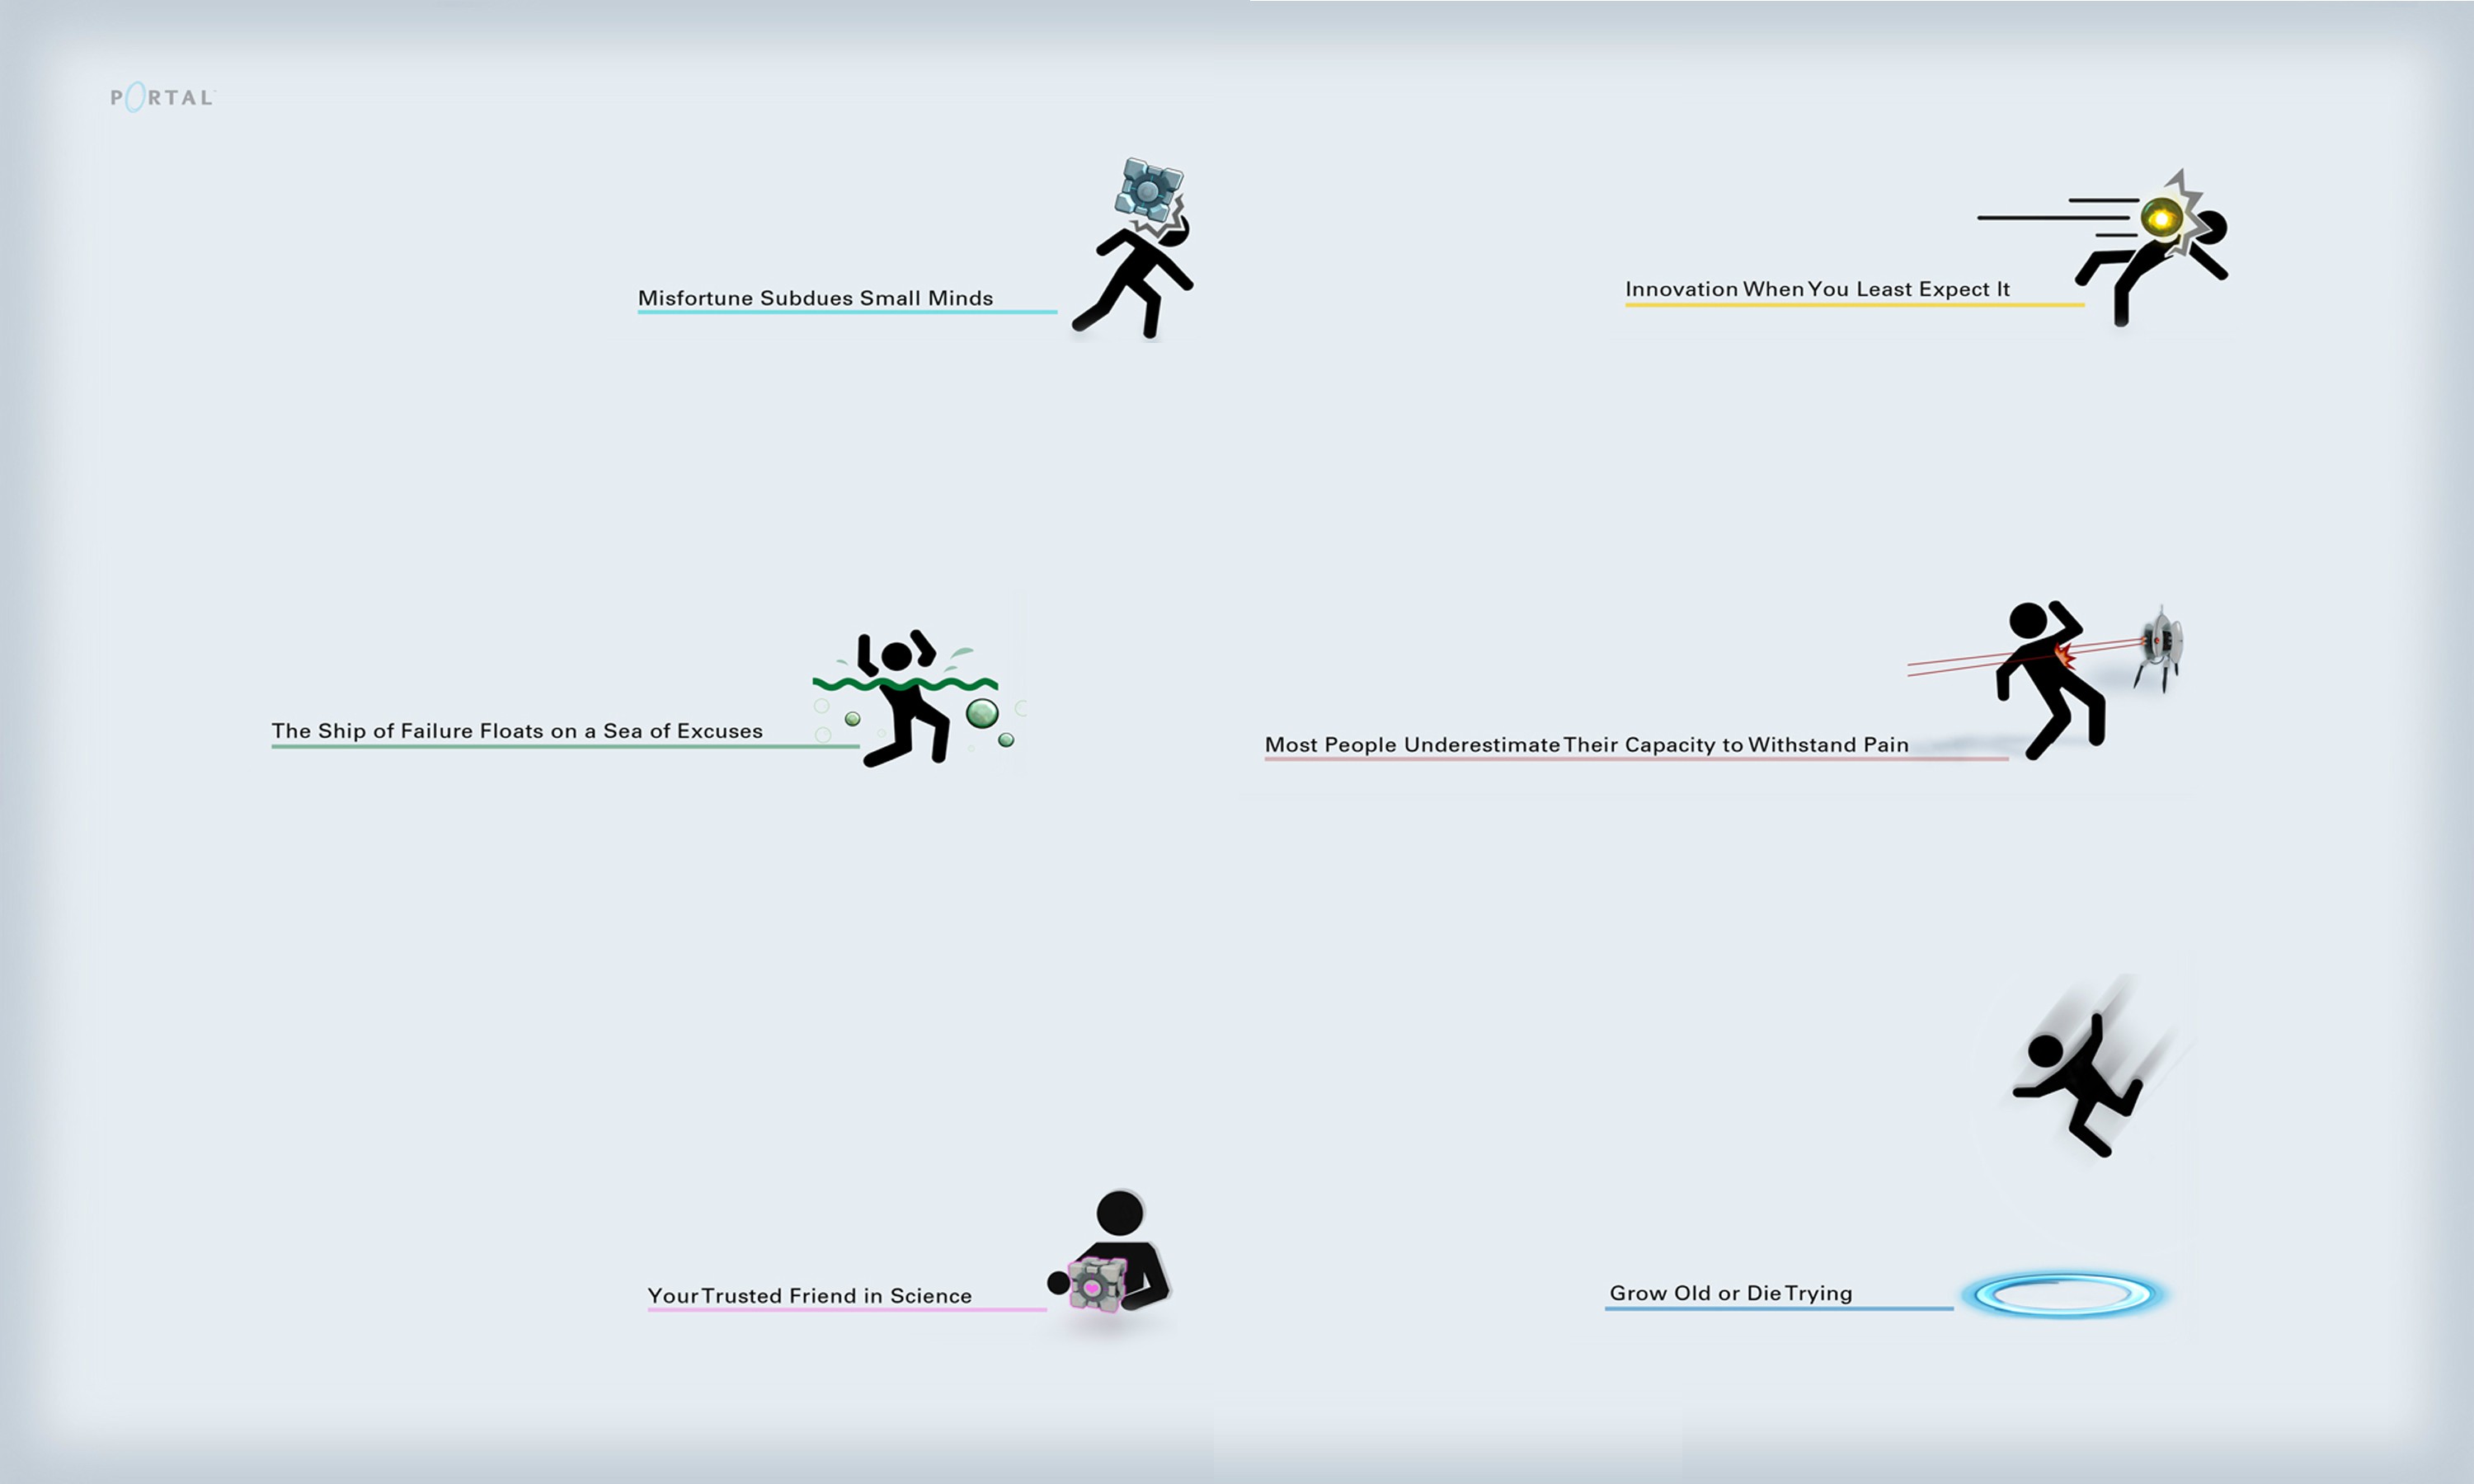 PORTAL
Misfortune Subdues Small Minds
Innovation When You Least Expect It
The Ship of Failure Floats on a Sea of Excuses
Most People Underestimate Their Capacity to Withstand Pain
Your Trusted Friend in Science
Grow Old or Die Trying